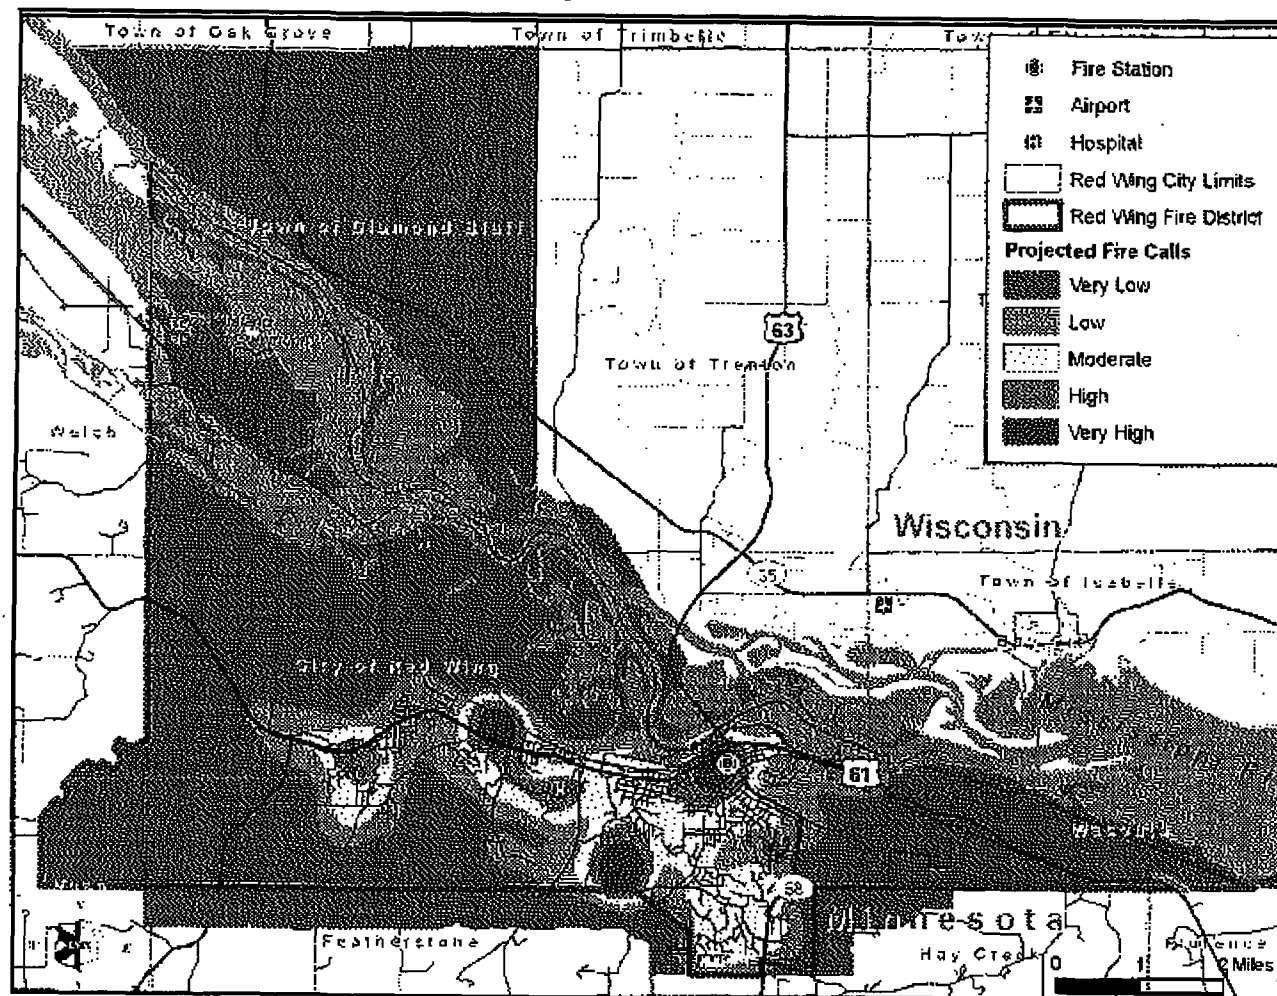 Town of Oak Grove
Town of Trimbelle
Fire Station
Airport
Hospital
Red Wing City Limits
Red Wing Fire District
Projected Fire Calls
Very Low
Low
Moderate
High
Very High
Town of Diamond Bluff
63
Town of Trenton
Welch
Wisconsin
35
Town of Isabelle
City of Red Wing
61
Wacouta
58
Minnesota
Featherstone
Hay Creek
Florence
0 1 2 Miles